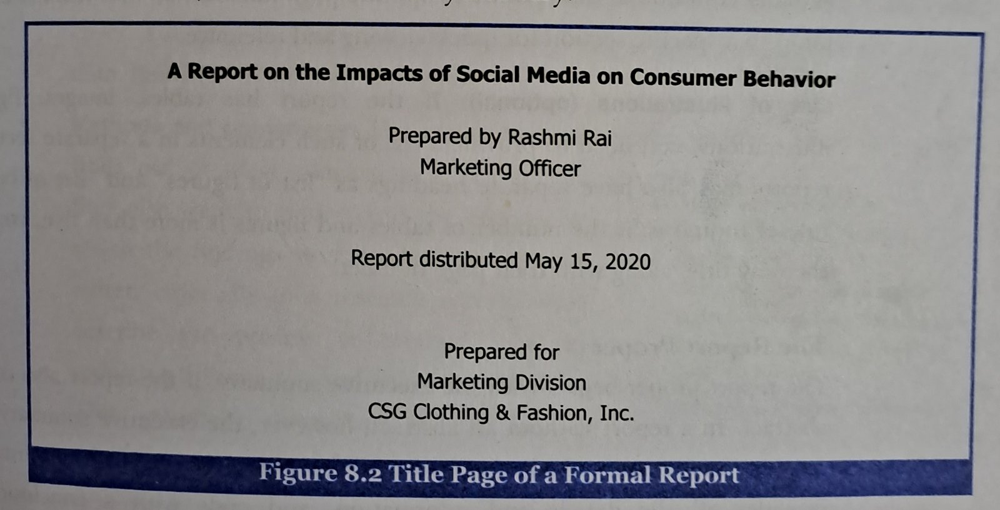 A Report on the Impacts of Social Media on Consumer Behavior
Prepared by Rashmi Rai
Marketing Officer
Report distributed May 15, 2020
Prepared for
Marketing Division
CSG Clothing & Fashion, Inc.
Figure 8.2 Title Page of a Formal Report